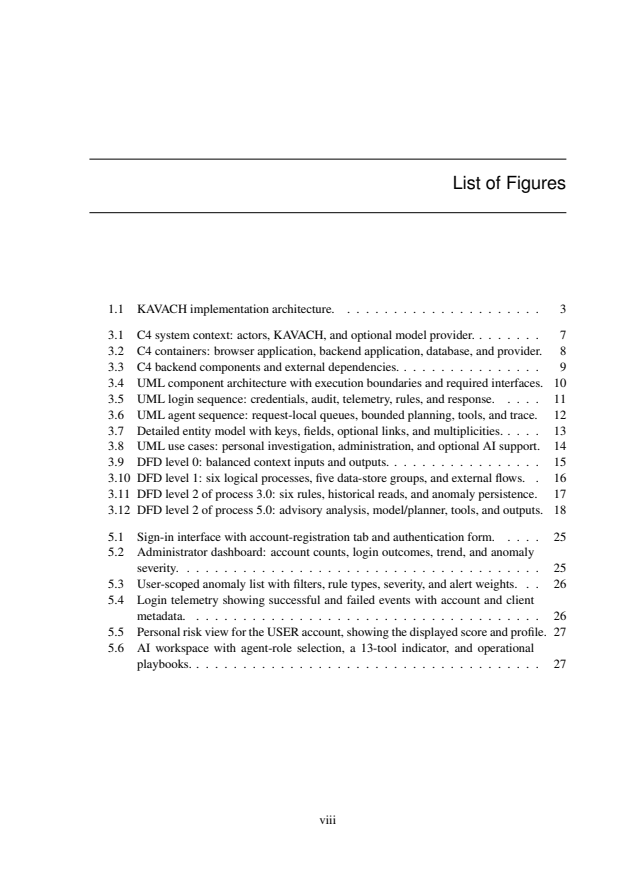 List of Figures
1.1 KAVACH implementation architecture. . . . . . . . . . . . . . . . . . . . . . 3
3.1 C4 system context: actors, KAVACH, and optional model provider. . . . . . . . 7
3.2 C4 containers: browser application, backend application, database, and provider. 8
3.3 C4 backend components and external dependencies. . . . . . . . . . . . . . . . 9
3.4 UML component architecture with execution boundaries and required interfaces. 10
3.5 UML login sequence: credentials, audit, telemetry, rules, and response. . . . . 11
3.6 UML agent sequence: request-local queues, bounded planning, tools, and trace. 12
3.7 Detailed entity model with keys, fields, optional links, and multiplicities. . . . . 13
3.8 UML use cases: personal investigation, administration, and optional AI support. 14
3.9 DFD level 0: balanced context inputs and outputs. . . . . . . . . . . . . . . . . 15
3.10 DFD level 1: six logical processes, five data-store groups, and external flows. . 16
3.11 DFD level 2 of process 3.0: six rules, historical reads, and anomaly persistence. 17
3.12 DFD level 2 of process 5.0: advisory analysis, model/planner, tools, and outputs. 18
5.1 Sign-in interface with account-registration tab and authentication form. . . . . 25
5.2 Administrator dashboard: account counts, login outcomes, trend, and anomaly
severity. . . . . . . . . . . . . . . . . . . . . . . . . . . . . . . . . . . . . 25
5.3 User-scoped anomaly list with filters, rule types, severity, and alert weights. . . 26
5.4 Login telemetry showing successful and failed events with account and client
metadata. . . . . . . . . . . . . . . . . . . . . . . . . . . . . . . . . . . . 26
5.5 Personal risk view for the USER account, showing the displayed score and profile. 27
5.6 AI workspace with agent-role selection, a 13-tool indicator, and operational
playbooks. . . . . . . . . . . . . . . . . . . . . . . . . . . . . . . . . . . . 27
viii